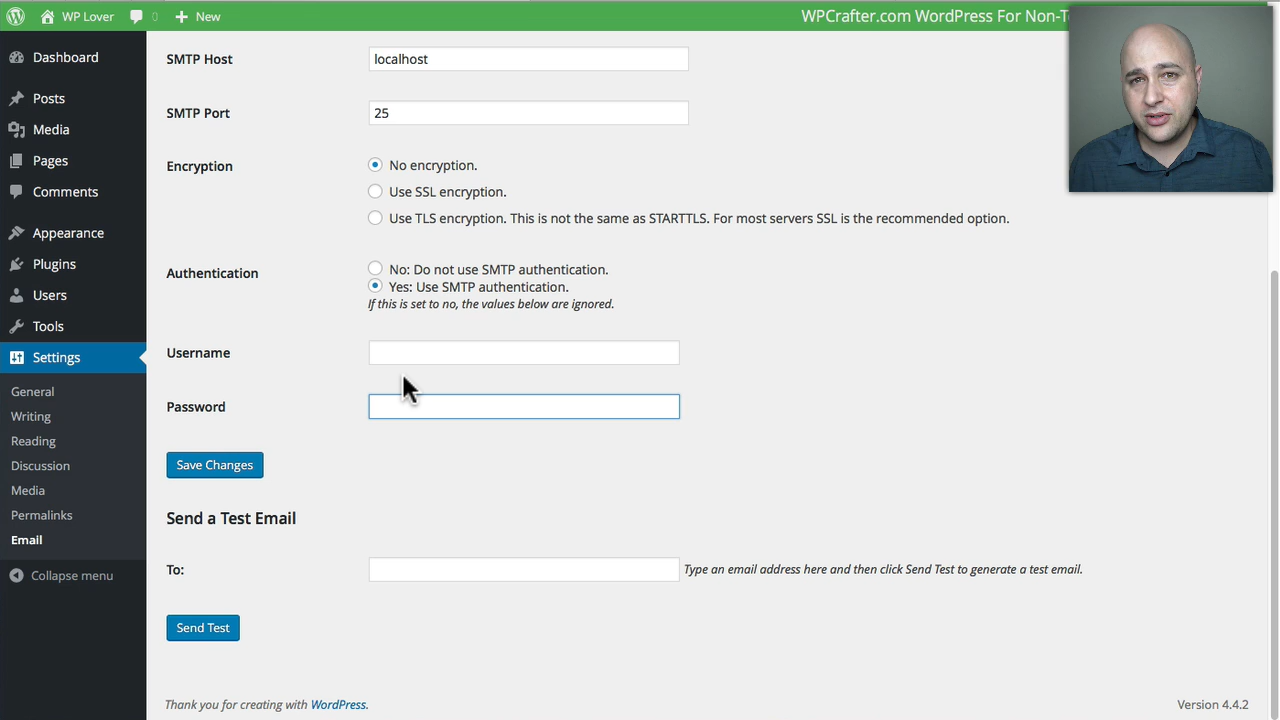 WP Lover
0
New
WPCrafter.com WordPress For Non-T
Dashboard
Posts
Media
Pages
Comments
Appearance
Plugins
Users
Tools
Settings
General
Writing
Reading
Discussion
Media
Permalinks
Email
Collapse menu
SMTP Host
localhost
SMTP Port
25
Encryption
No encryption.
Use SSL encryption.
Use TLS encryption. This is not the same as STARTTLS. For most servers SSL is the recommended option.
Authentication
No: Do not use SMTP authentication.
Yes: Use SMTP authentication.
If this is set to no, the values below are ignored.
Username
Password
Save Changes
Send a Test Email
To:
Type an email address here and then click Send Test to generate a test email.
Send Test
Thank you for creating with WordPress.
Version 4.4.2